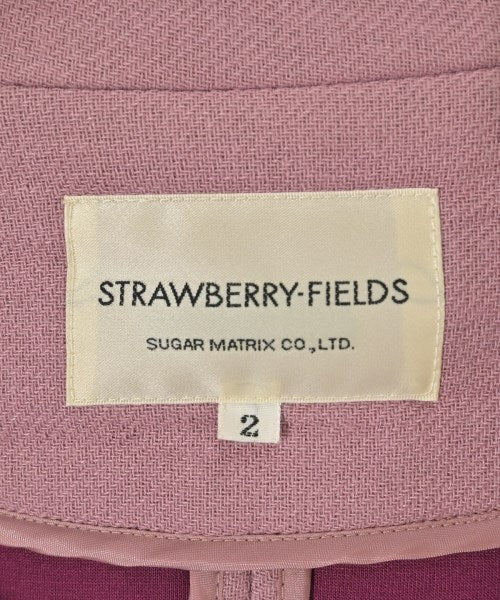 STRAWBERRY-FIELDS
SUGAR MATRIX CO.,LTD.
2